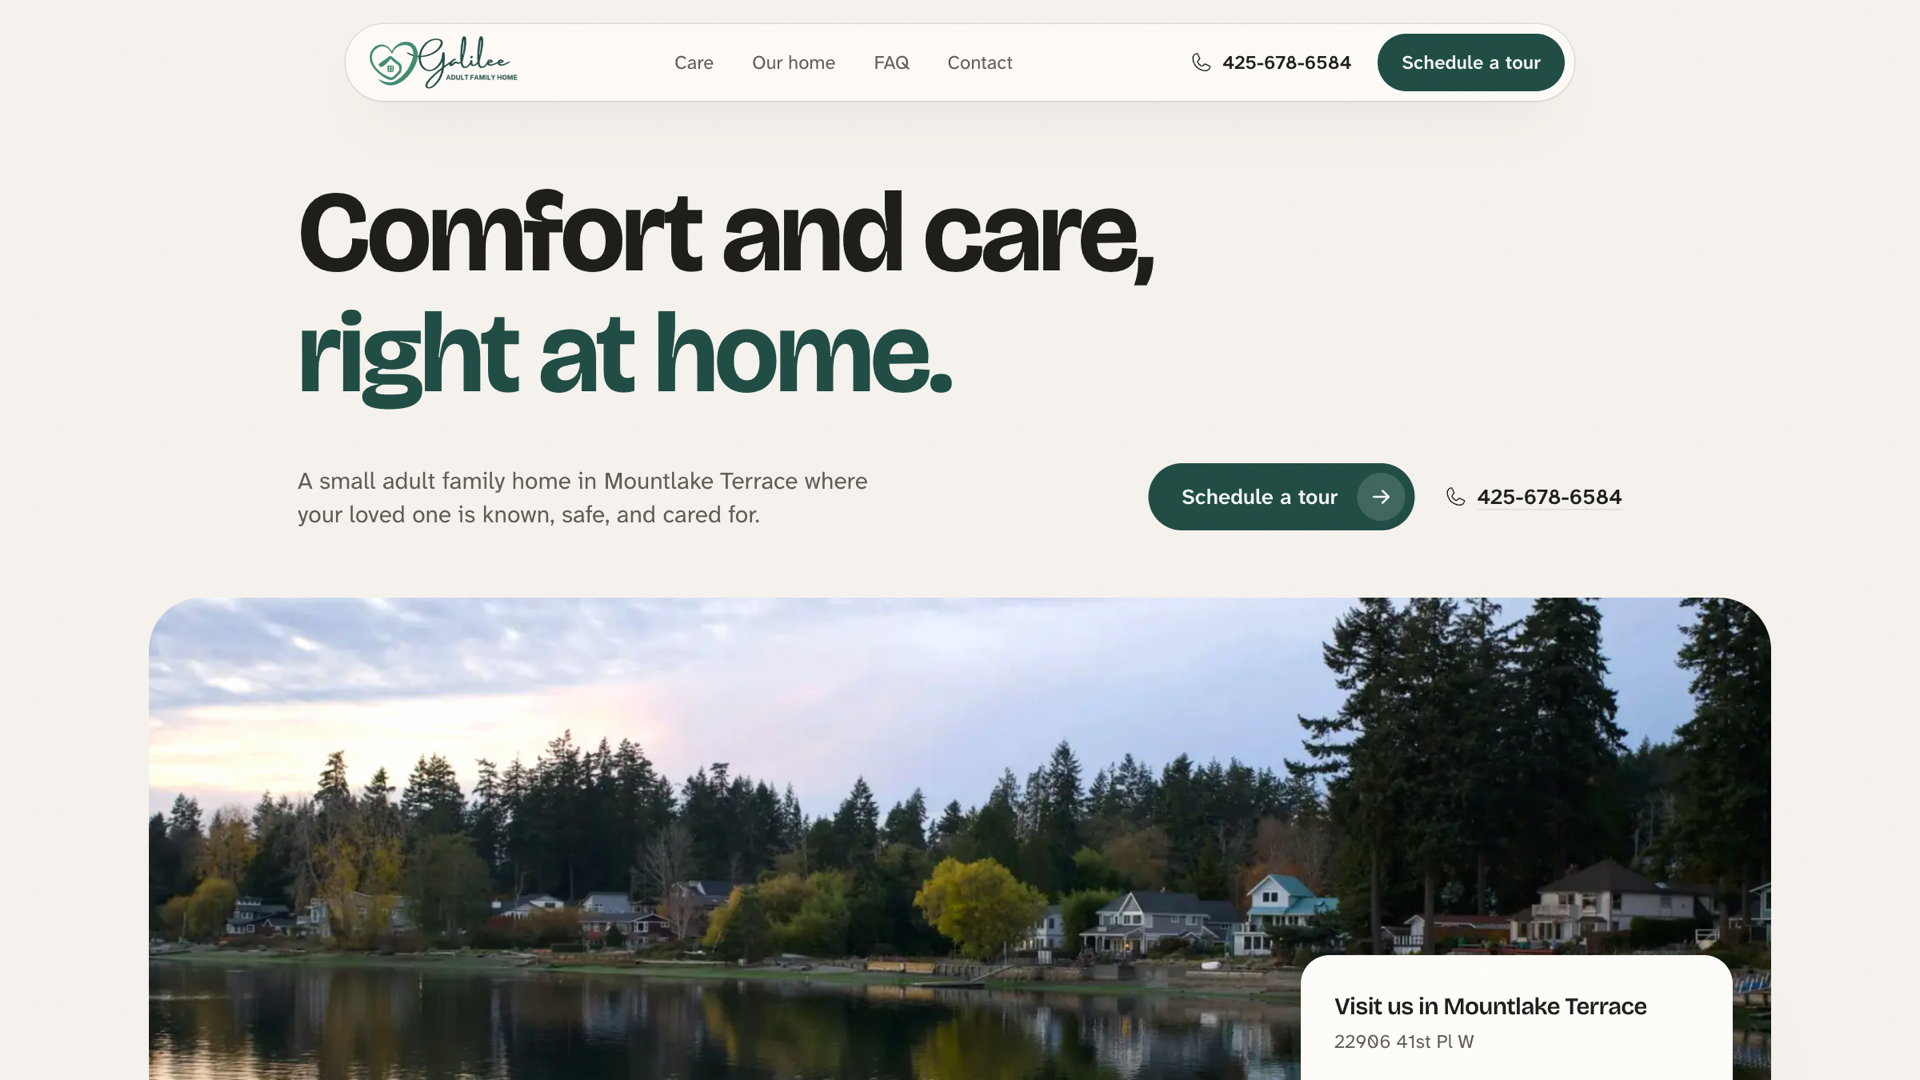 Galilee
ADULT FAMILY HOME
Care
Our home
FAQ
Contact
425-678-6584
Schedule a tour
Comfort and care,
right at home.
A small adult family home in Mountlake Terrace where
your loved one is known, safe, and cared for.
Schedule a tour
425-678-6584
Visit us in Mountlake Terrace
22906 41st Pl W